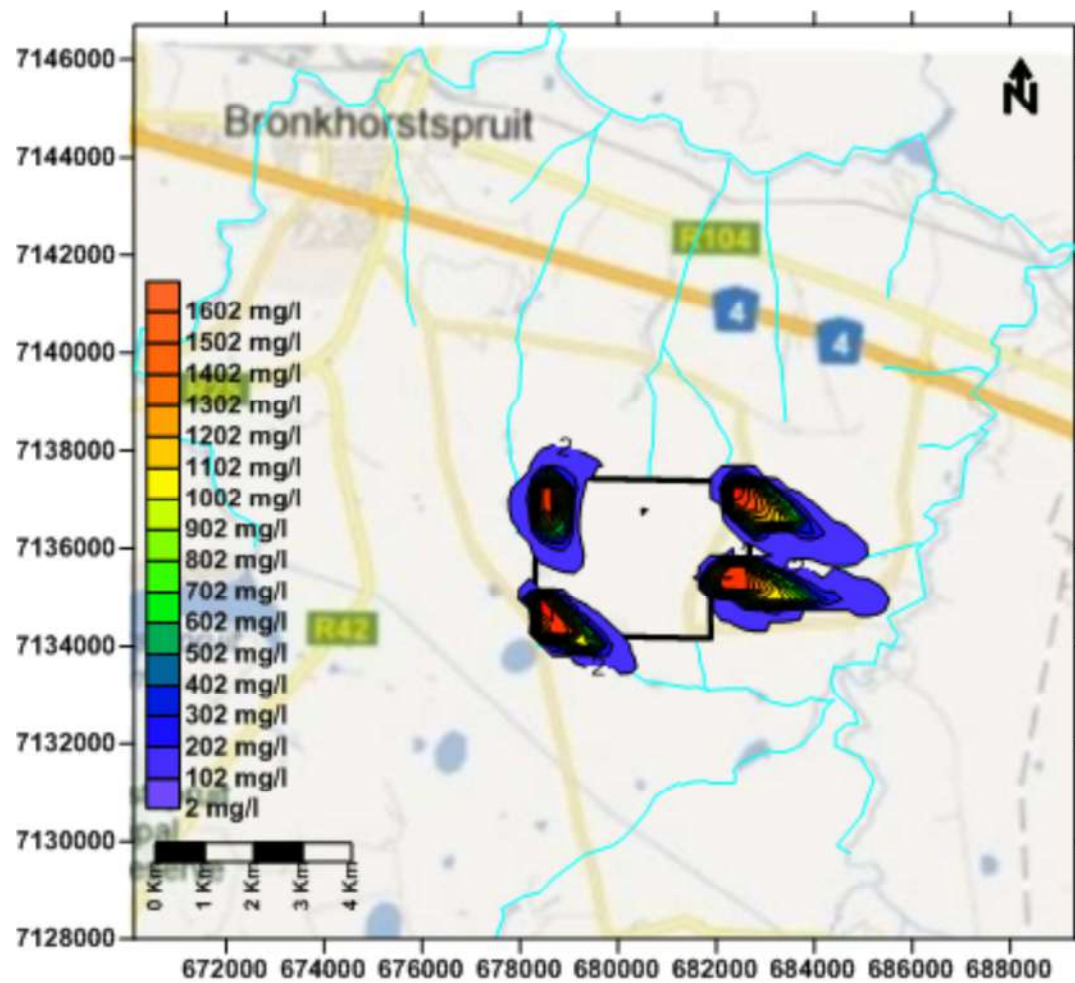 7146000
N
Bronkhorstspruit
7144000
7142000
R104
4
7140000
4
1602 mg/l
1502 mg/l
1402 mg/l
1302 mg/l
1202 mg/l
1102 mg/l
1002 mg/l
902 mg/l
802 mg/l
702 mg/l
602 mg/l
502 mg/l
402 mg/l
302 mg/l
202 mg/l
102 mg/l
2 mg/l
7138000
2
7136000
2
7134000
R42
2
7132000
7130000
pal
0 Km
1 Km
2 Km
3 Km
4 Km
7128000
672000 674000 676000 678000 680000 682000 684000 686000 688000